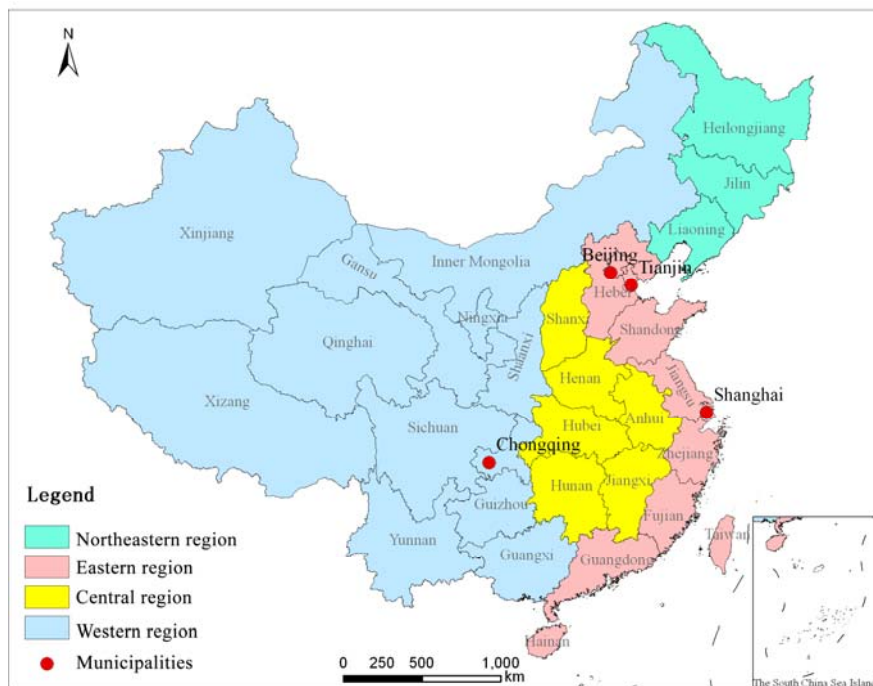 N
Heilongjiang
Jilin
Liaoning
Xinjiang
Gansu
Inner Mongolia
Beijing
Tianjin
Hebei
Ningxia
Shanxi
Shandong
Qinghai
Shaanxi
Henan
Jiangsu
Xizang
Shanghai
Sichuan
Hubei
Anhui
Chongqing
Zhejiang
Hunan
Jiangxi
Guizhou
Fujian
Yunnan
Guangxi
Guangdong
Taiwan
Hainan
Legend
Northeastern region
Eastern region
Central region
Western region
Municipalities
0 250 500 1,000
km
The South China Sea Island